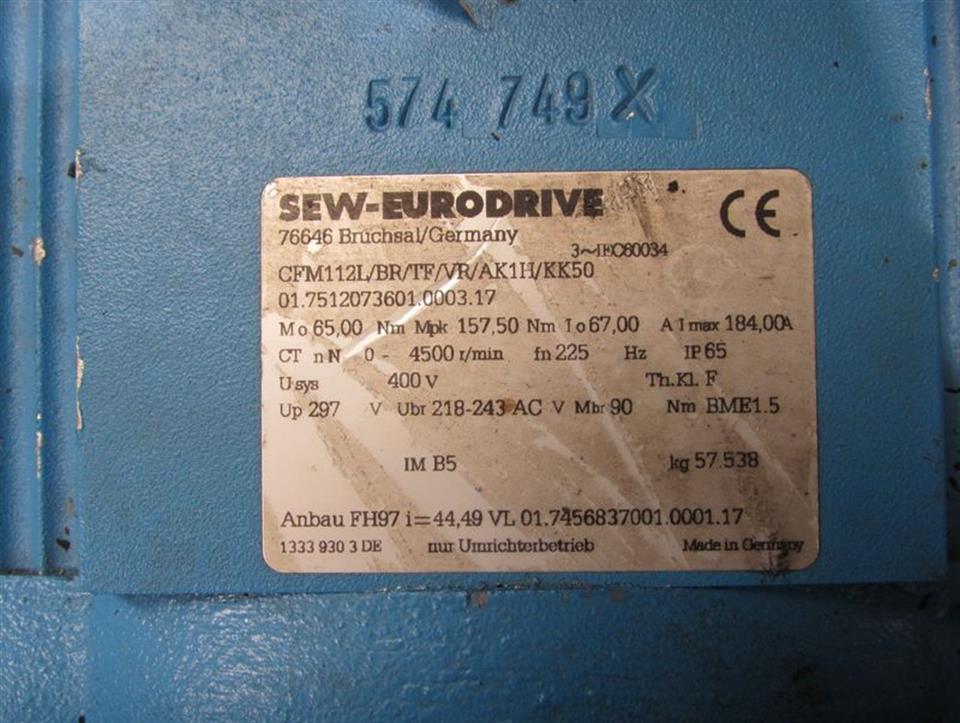 574 749 X
SEW-EURODRIVE
76646 Bruchsal/Germany
CE
3~IEC60034
CFM112L/BR/TF/VR/AK1H/KK50
01.7512073601.0003.17
Mo 65,00 Nm Mpk 157,50 Nm Io 67,00 A Imax 184,00A
CT nN 0 - 4500 r/min fn 225 Hz IP 65
Usys 400 V Th.Kl. F
Up 297 V Ubr 218-243 AC V Mbr 90 Nm BME1.5
IM B5 kg 57.538
Anbau FH97 i=44,49 VL 01.7456837001.0001.17
1333 930 3 DE nur Umrichterbetrieb Made in Germany